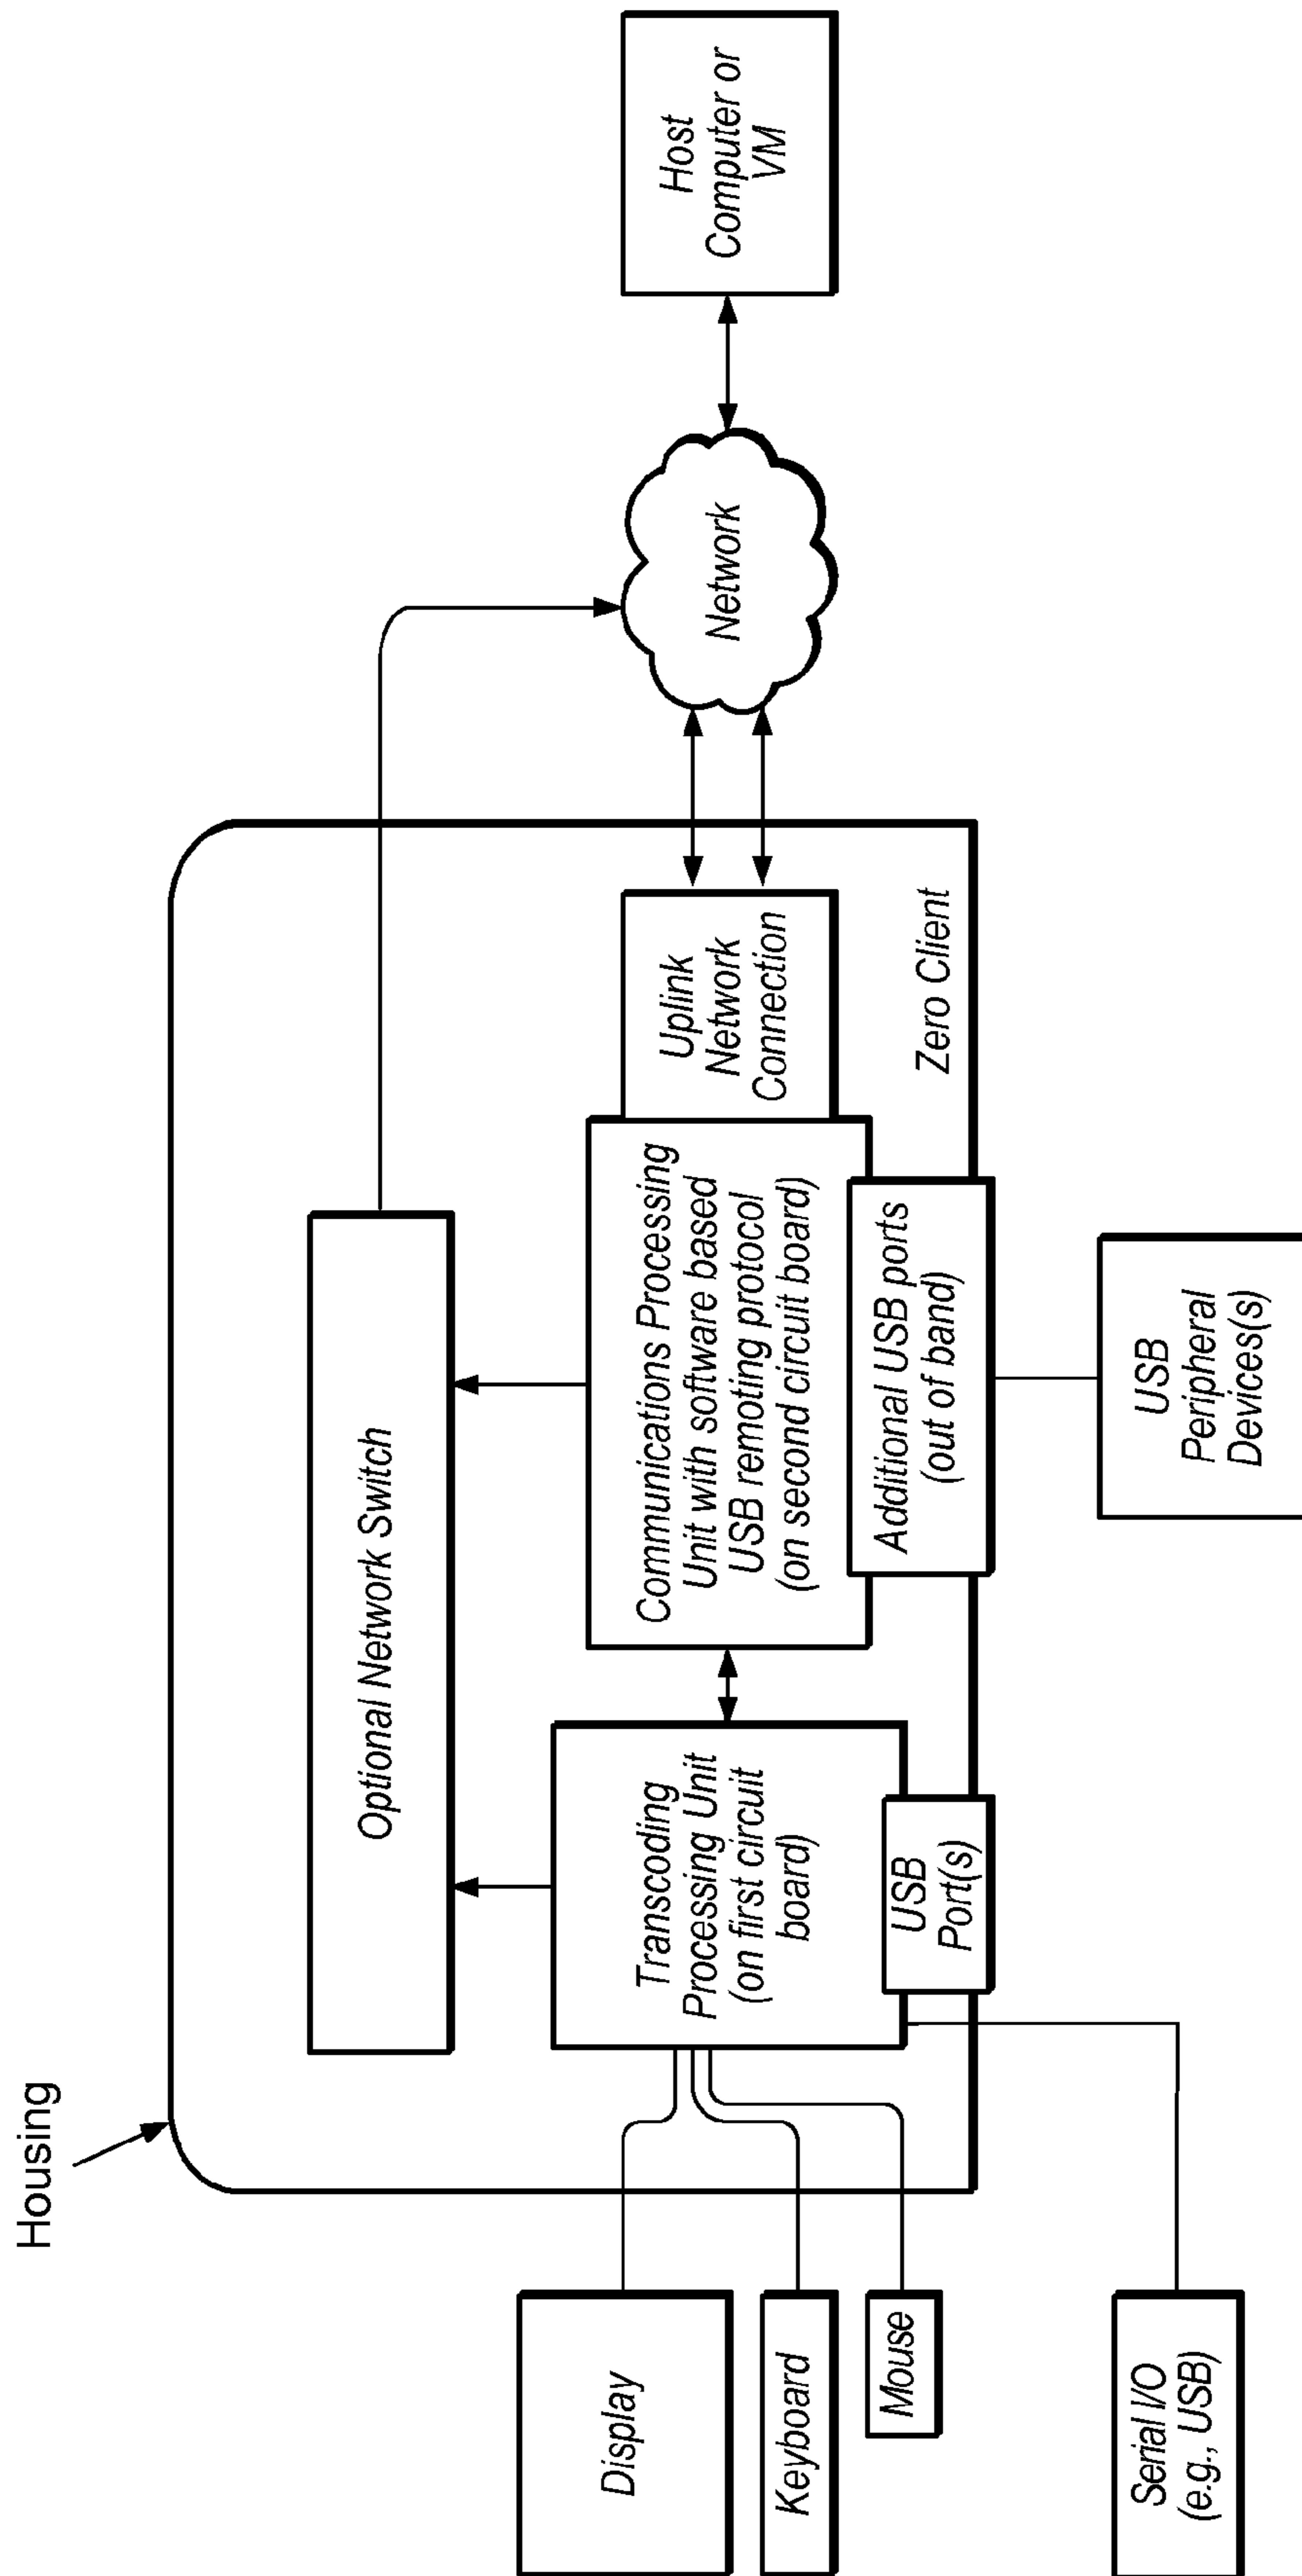 Housing
Optional Network Switch
Display
Keyboard
Mouse
Serial I/O
(e.g., USB)
Transcoding
Processing Unit
(on first circuit
board)
USB
Port(s)
Communications Processing
Unit with software based
USB remoting protocol
(on second circuit board)
Additional USB ports
(out of band)
USB
Peripheral
Devices(s)
Uplink
Network
Connection
Zero Client
Network
Host
Computer or
VM